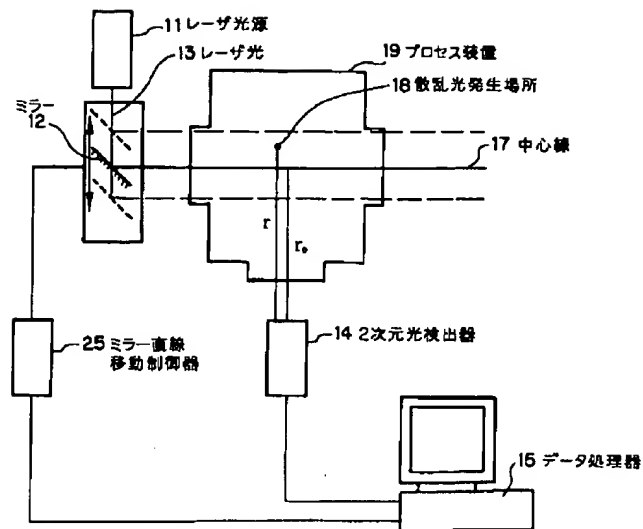 11 レーザ光源
13 レーザ光
19 プロセス装置
18 散乱光発生場所
ミラー
12
17 中心線
r
r₀
14 2次元光検出器
25 ミラー直線
移動制御器
15 データ処理器